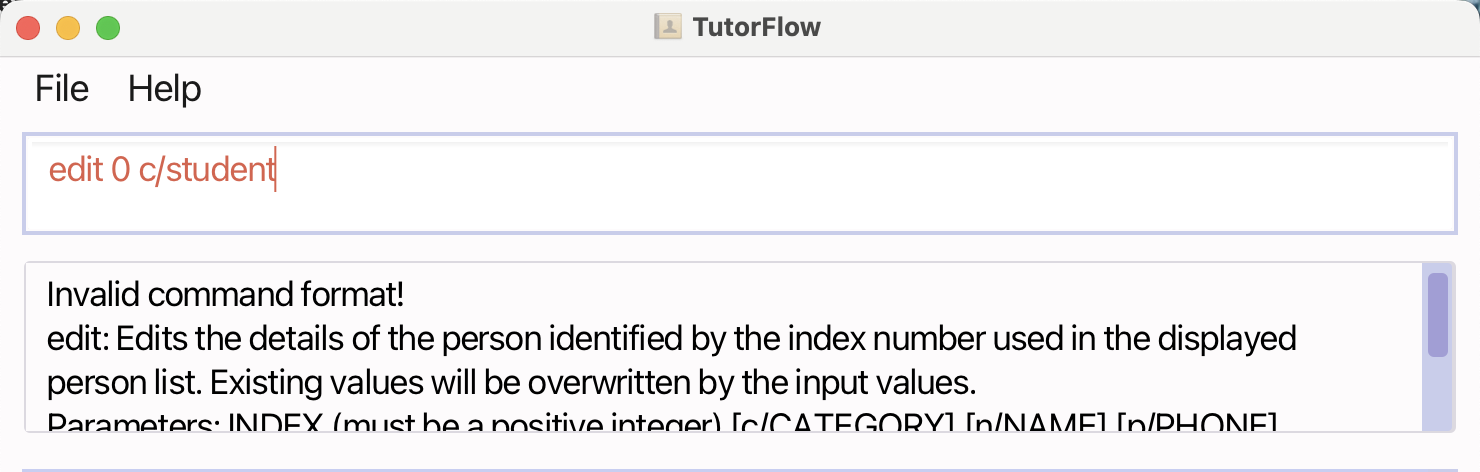 TutorFlow
File Help
edit 0 c/student
Invalid command format!
edit: Edits the details of the person identified by the index number used in the displayed
person list. Existing values will be overwritten by the input values.
Parameters: INDEX (must be a positive integer) [c/CATEGORY] [n/NAME] [p/PHONE]